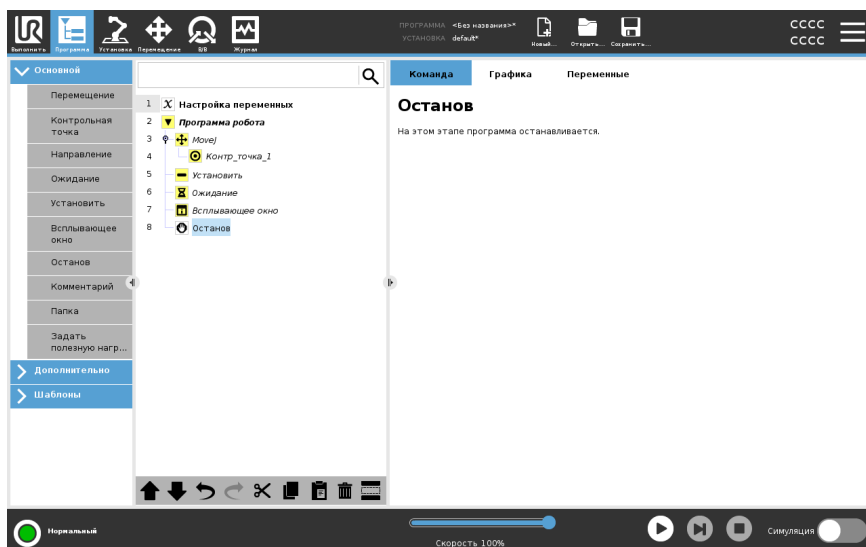 ПРОГРАММА <Без названия>*
УСТАНОВКА default*
Выполнить Программа Установка Перемещение В/В Журнал
Новый... Открыть... Сохранить...
CCCC
CCCC
Основной
Перемещение
Контрольная
точка
Направление
Ожидание
Установить
Всплывающее
окно
Останов
Комментарий
Папка
Задать
полезную нагр...
Дополнительно
Шаблоны
1 X Настройка переменных
2 Программа робота
3 MoveJ
4 Контр_точка_1
5 Установить
6 Ожидание
7 Всплывающее окно
8 Останов
Команда Графика Переменные
Останов
На этом этапе программа останавливается.
Нормальный
Скорость 100%
Симуляция